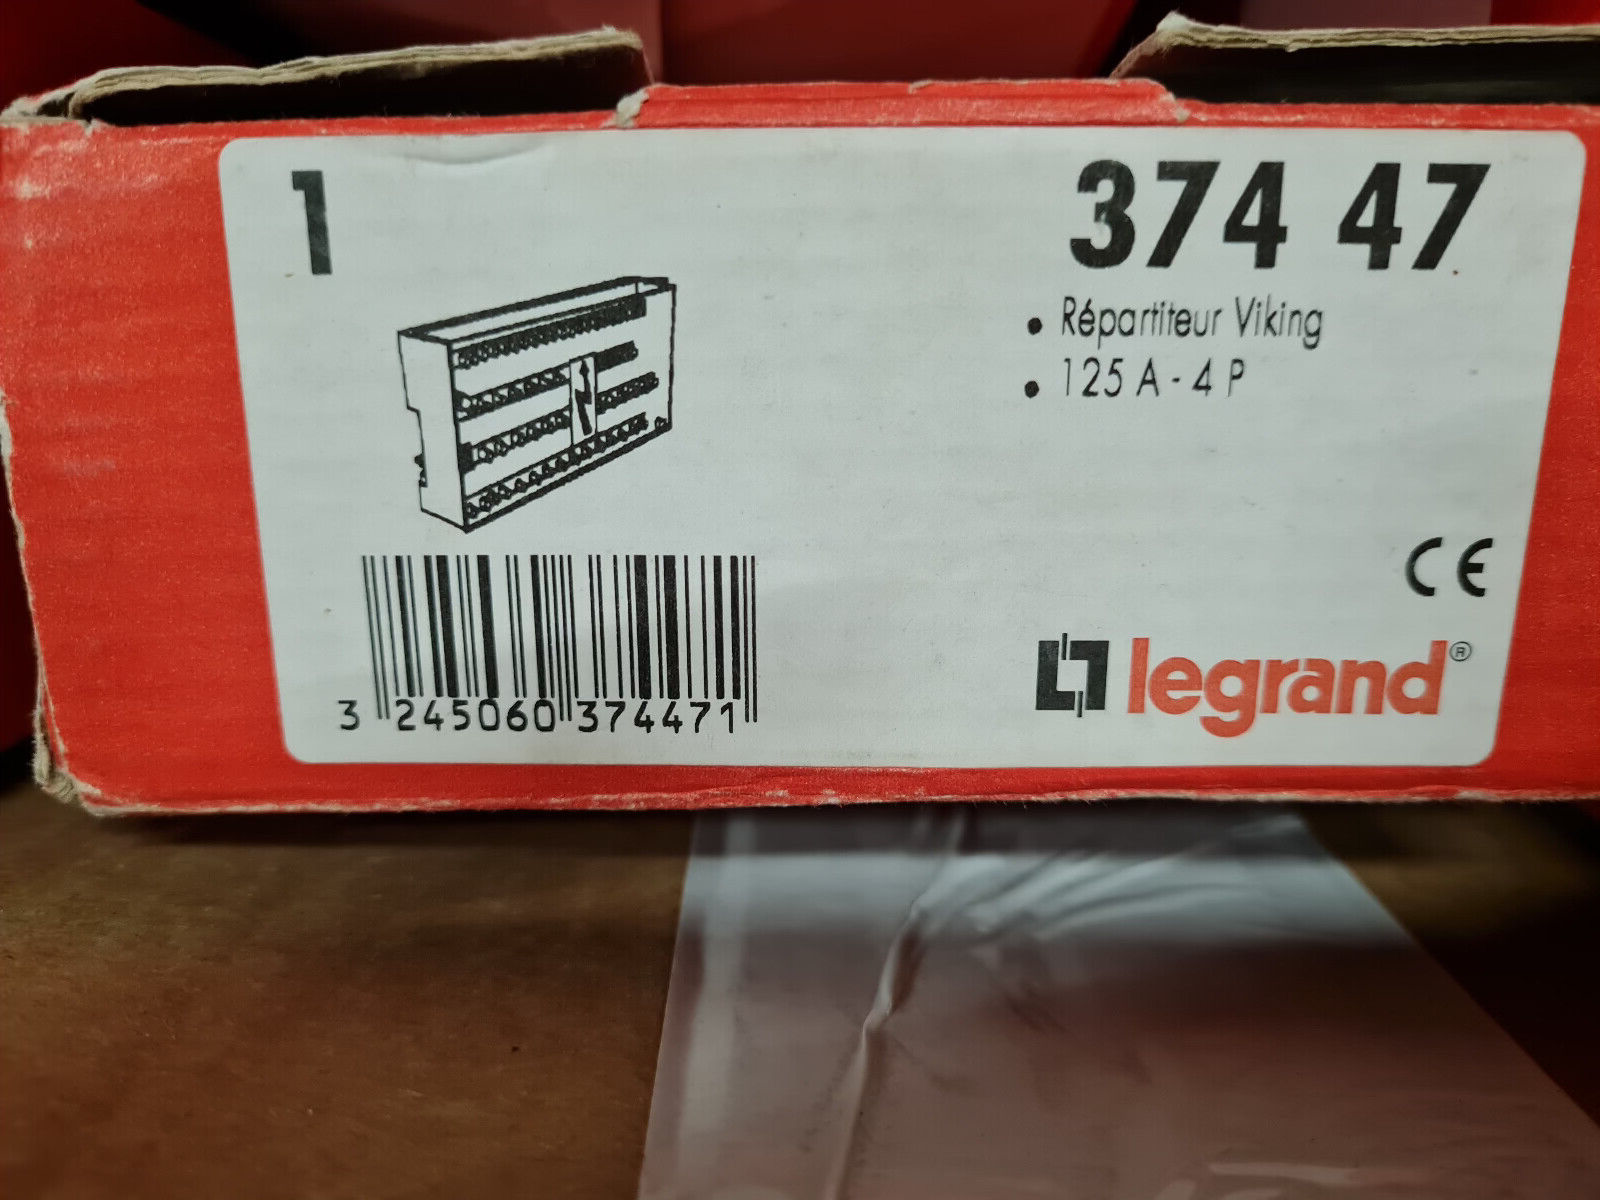 1
374 47
• Répartiteur Viking
• 125 A - 4 P
CE
legrand®
3 245060 374471